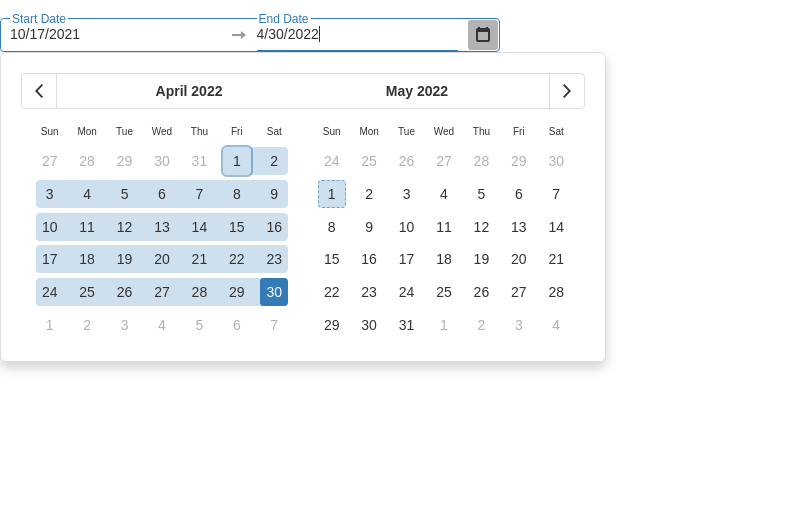 Start Date End Date
10/17/2021 4/30/2022
April 2022 May 2022
Sun Mon Tue Wed Thu Fri Sat Sun Mon Tue Wed Thu Fri Sat
27 28 29 30 31 1 2 24 25 26 27 28 29 30
3 4 5 6 7 8 9 1 2 3 4 5 6 7
10 11 12 13 14 15 16 8 9 10 11 12 13 14
17 18 19 20 21 22 23 15 16 17 18 19 20 21
24 25 26 27 28 29 30 22 23 24 25 26 27 28
1 2 3 4 5 6 7 29 30 31 1 2 3 4